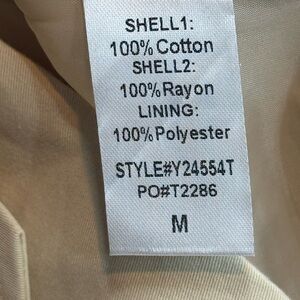 SHELL1:
100% Cotton
SHELL2:
100% Rayon
LINING:
100% Polyester
STYLE#Y24554T
PO#T2286
M